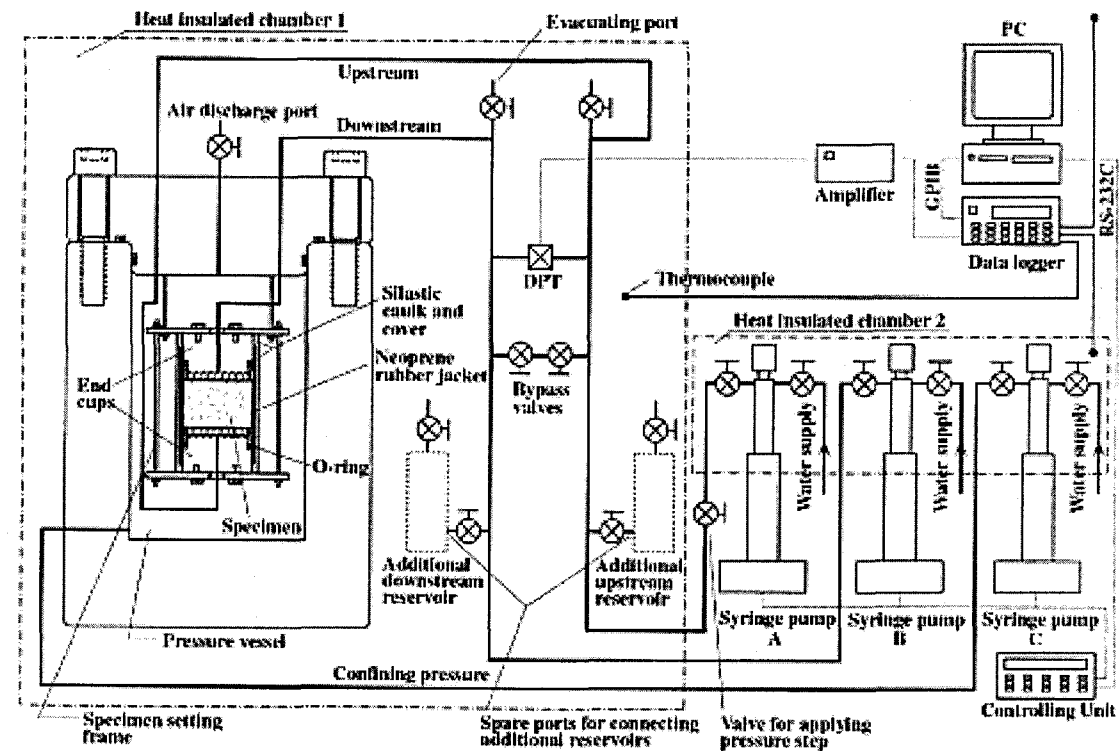 Heat Insulated chamber 1
Evacuating port
PC
Upstream
Air discharge port
Downstream
Amplifier
GPIB
RS-232C
Data logger
DPT
Thermocouple
Silastic
caulk and
cover
Heat Insulated chamber 2
Neoprene
rubber jacket
End
cups
Bypass
valves
Water supply
Water supply
Water supply
O-ring
Specimen
Additional
downstream
reservoir
Additional
upstream
reservoir
Syringe pump
A
Syringe pump
B
Syringe pump
C
Pressure vessel
Confining pressure
Controlling Unit
Specimen setting
frame
Spare ports for connecting
additional reservoirs
Valve for applying
pressure step